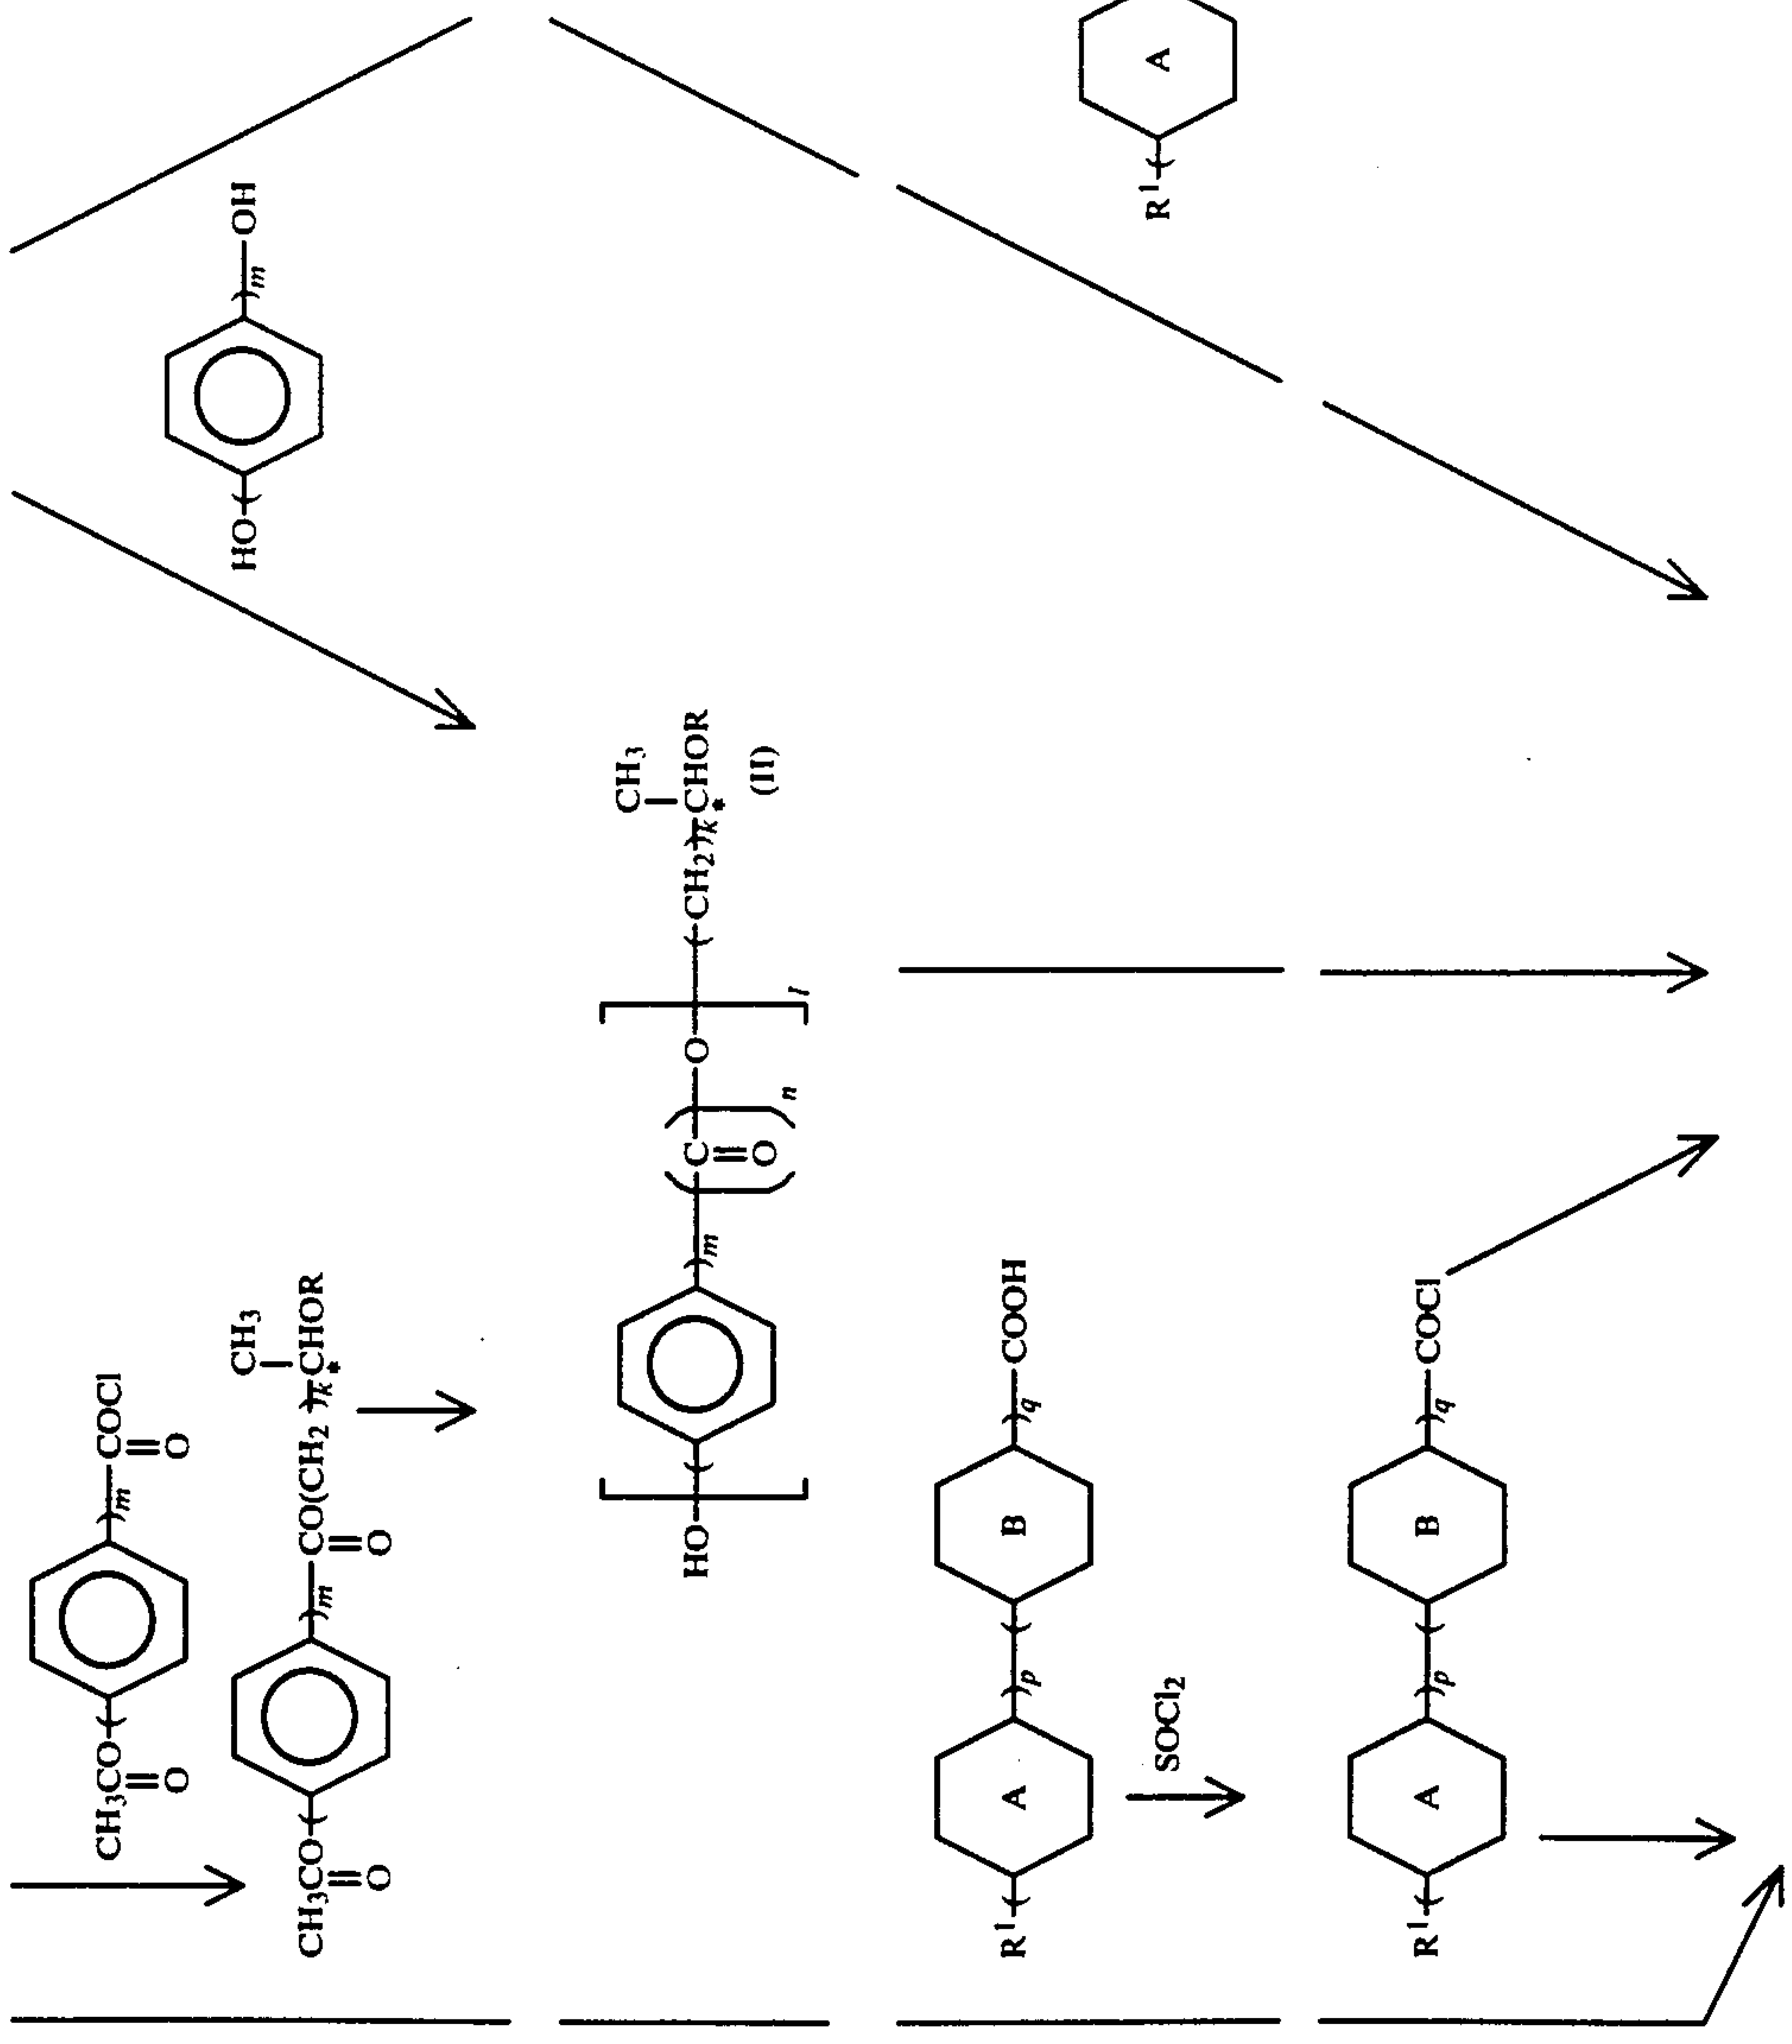 CH₃CO ( )m COCl
O O
CH₃ HO ( )m OH
CH₃CO ( )m CO(CH₂)k CHOR
*
O O
CH₃
HO [ ( )m ( C )n O ]l ( CH₂ )k CHOR
*
O (II)
R¹ ( A )p ( B )q COOH
SOCl₂ R¹ ( A
R¹ ( A )p ( B )q COCl